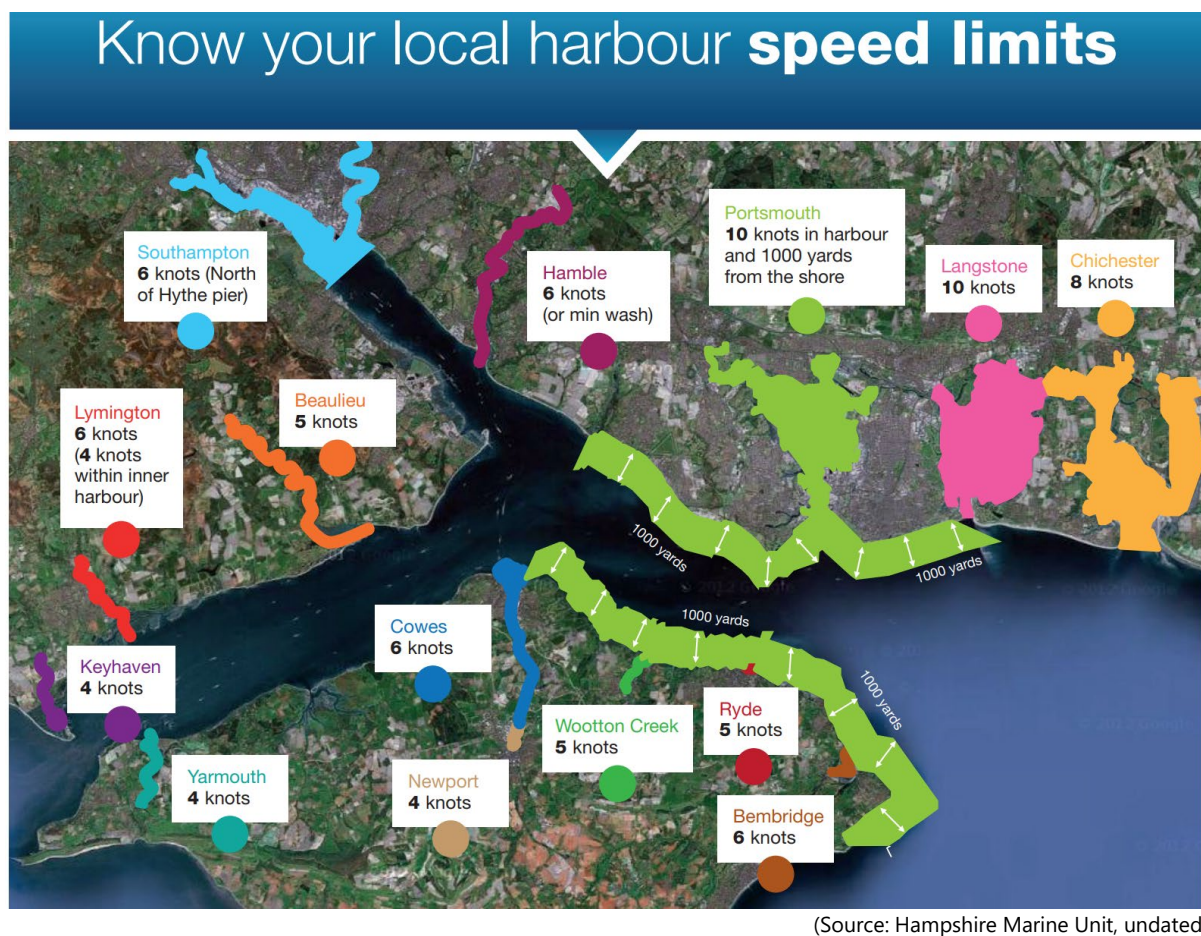 Know your local harbour speed limits
Southampton
6 knots (North
of Hythe pier)
Hamble
6 knots
(or min wash)
Portsmouth
10 knots in harbour
and 1000 yards
from the shore
Langstone
10 knots
Chichester
8 knots
Lymington
6 knots
(4 knots
within inner
harbour)
Beaulieu
5 knots
1000 yards
1000 yards
1000 yards
1000 yards
Keyhaven
4 knots
Cowes
6 knots
Yarmouth
4 knots
Newport
4 knots
Wootton Creek
5 knots
Ryde
5 knots
Bembridge
6 knots
© 2012 Google
(Source: Hampshire Marine Unit, undated